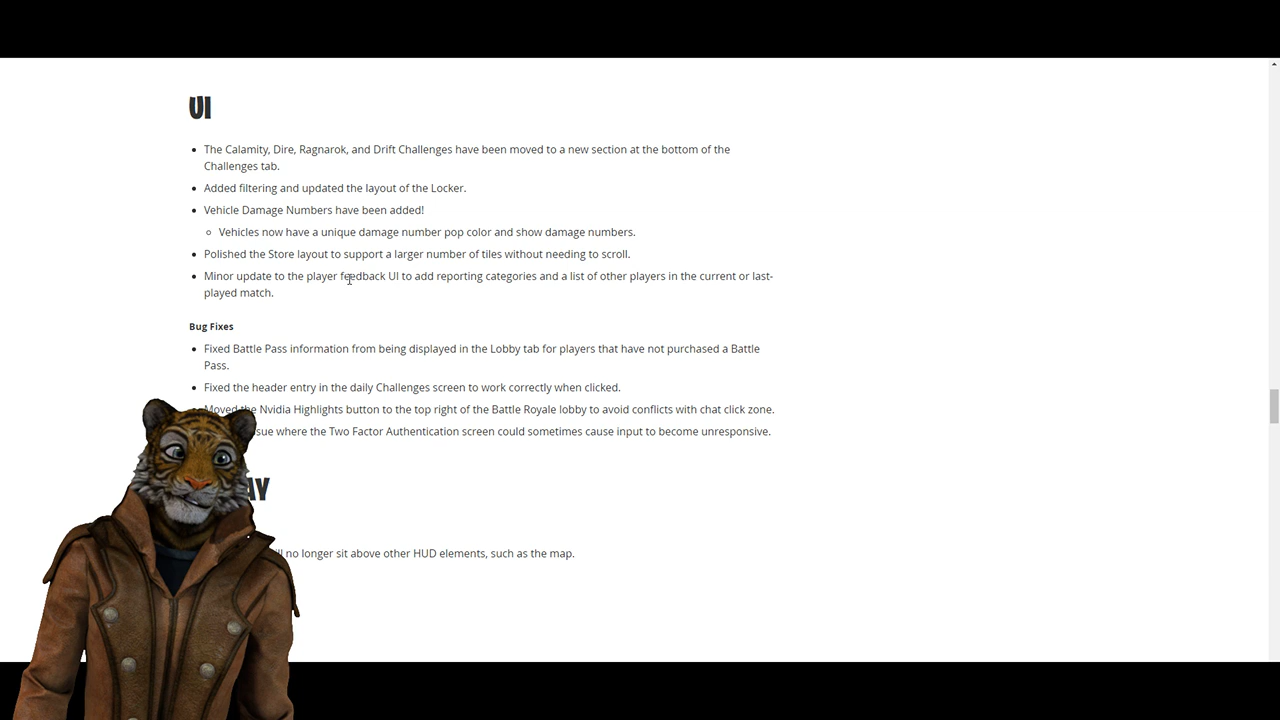 UI
The Calamity, Dire, Ragnarok, and Drift Challenges have been moved to a new section at the bottom of the
Challenges tab.
Added filtering and updated the layout of the Locker.
Vehicle Damage Numbers have been added!
Vehicles now have a unique damage number pop color and show damage numbers.
Polished the Store layout to support a larger number of tiles without needing to scroll.
Minor update to the player feedback UI to add reporting categories and a list of other players in the current or last-
played match.
Bug Fixes
Fixed Battle Pass information from being displayed in the Lobby tab for players that have not purchased a Battle
Pass.
Fixed the header entry in the daily Challenges screen to work correctly when clicked.
Moved the Nvidia Highlights button to the top right of the Battle Royale lobby to avoid conflicts with chat click zone.
where the Two Factor Authentication screen could sometimes cause input to become unresponsive.
no longer sit above other HUD elements, such as the map.